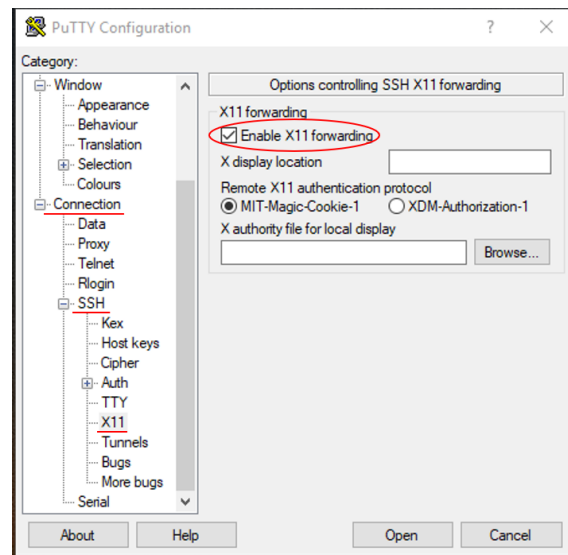 PuTTY Configuration
?
Category:
Window
Appearance
Behaviour
Translation
Selection
Colours
Connection
Data
Proxy
Telnet
Rlogin
SSH
Kex
Host keys
Cipher
Auth
TTY
X11
Tunnels
Bugs
More bugs
Serial
Options controlling SSH X11 forwarding
X11 forwarding
Enable X11 forwarding
X display location
Remote X11 authentication protocol
MIT-Magic-Cookie-1 XDM-Authorization-1
X authority file for local display
Browse...
About Help Open Cancel